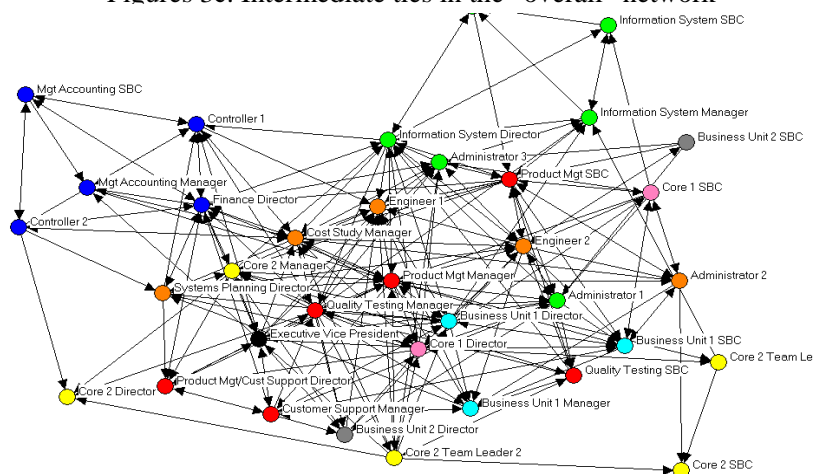 Figures 3c: Intermediate ties in the "overall" network
Information System SBC
Mgt Accounting SBC
Information System Manager
Controller 1
Information System Director
Business Unit 2 SBC
Administrator 3
Product Mgt SBC
Mgt Accounting Manager
Core 1 SBC
Finance Director
Engineer 1
Controller 2
Cost Study Manager
Engineer 2
Core 2 Manager
Product Mgt Manager
Administrator 2
Systems Planning Director
Administrator 1
Quality Testing Manager
Business Unit 1 Director
Executive Vice President
Core 1 Director
Business Unit 1 SBC
Core 2 Team Le
Quality Testing SBC
Product Mgt/Cust Support Director
Core 2 Director
Customer Support Manager
Business Unit 1 Manager
Business Unit 2 Director
Core 2 Team Leader 2
Core 2 SBC